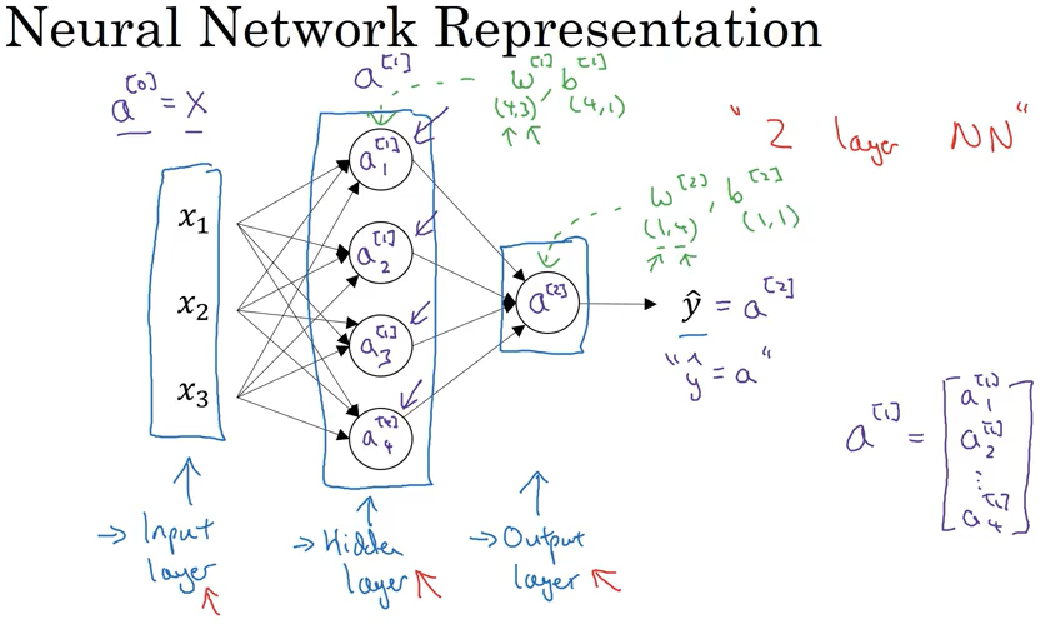 Neural Network Representation
a^[0] = X
a^[1]
w^[1], b^[1]
(4,3) (4,1)
"2 layer NN"
x₁
x₂
x₃
a₁^[1]
a₂^[1]
a₃^[1]
a₄^[4]
a^[2]
w^[2], b^[2]
(1,4) (1,1)
ŷ = a^[2]
"ŷ = a"
a^[1] = [a₁^[1]
a₂^[1]
⋮
a₄^[1]]
→ Input
layer
→ Hidden
layer
→ Output
layer